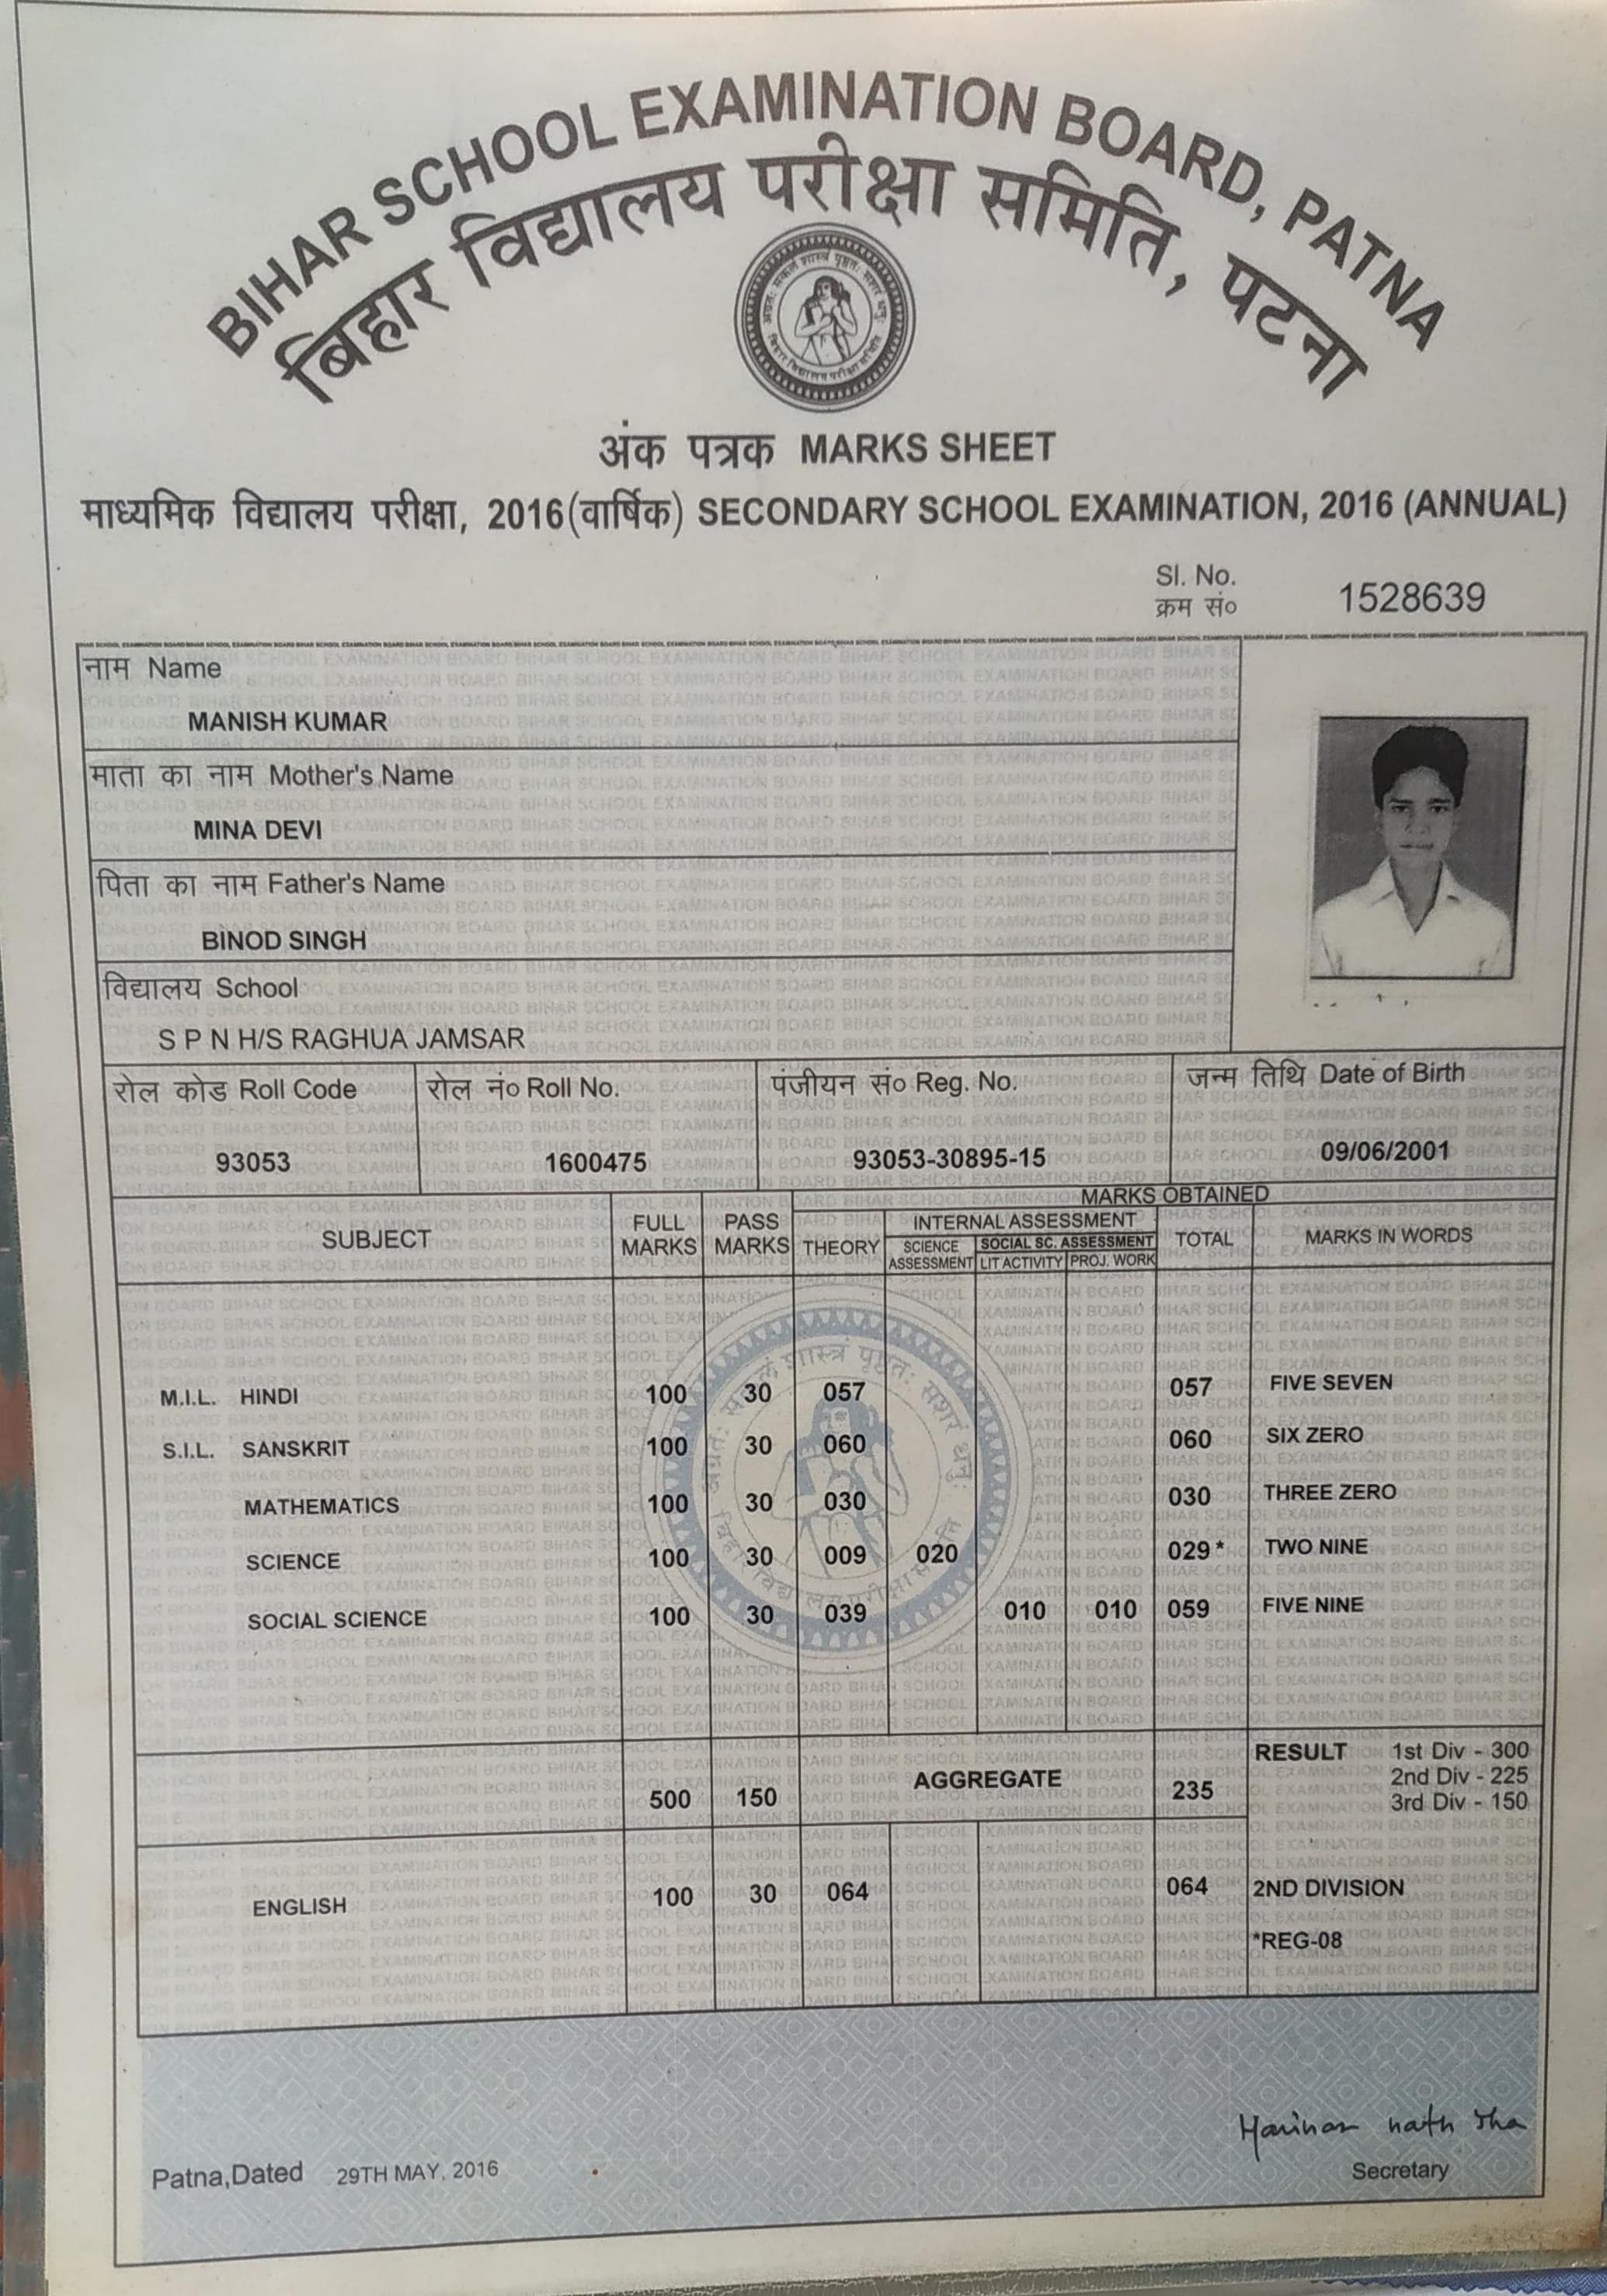 BIHAR SCHOOL EXAMINATION BOARD, PATNA
बिहार विद्यालय परीक्षा समिति, पटना
अंक पत्रक MARKS SHEET
माध्यमिक विद्यालय परीक्षा, 2016(वार्षिक) SECONDARY SCHOOL EXAMINATION, 2016 (ANNUAL)
Sl. No.
क्रम सं०
1528639
नाम Name
MANISH KUMAR
माता का नाम Mother's Name
MINA DEVI
पिता का नाम Father's Name
BINOD SINGH
विद्यालय School
S P N H/S RAGHUA JAMSAR
रोल कोड Roll Code रोल नं० Roll No. पंजीयन सं० Reg. No. जन्म तिथि Date of Birth
93053 1600475 93053-30895-15 09/06/2001
MARKS OBTAINED
SUBJECT FULL MARKS PASS MARKS THEORY INTERNAL ASSESSMENT TOTAL MARKS IN WORDS
SCIENCE ASSESSMENT SOCIAL SC. ASSESSMENT
LIT ACTIVITY PROJ. WORK
M.I.L. HINDI 100 30 057 057 FIVE SEVEN
S.I.L. SANSKRIT 100 30 060 060 SIX ZERO
MATHEMATICS 100 30 030 030 THREE ZERO
SCIENCE 100 30 009 020 029 * TWO NINE
SOCIAL SCIENCE 100 30 039 010 010 059 FIVE NINE
500 150 AGGREGATE 235 RESULT 1st Div - 300
2nd Div - 225
3rd Div - 150
ENGLISH 100 30 064 064 2ND DIVISION
*REG-08
Harihar nath Jha
Patna,Dated 29TH MAY, 2016
Secretary